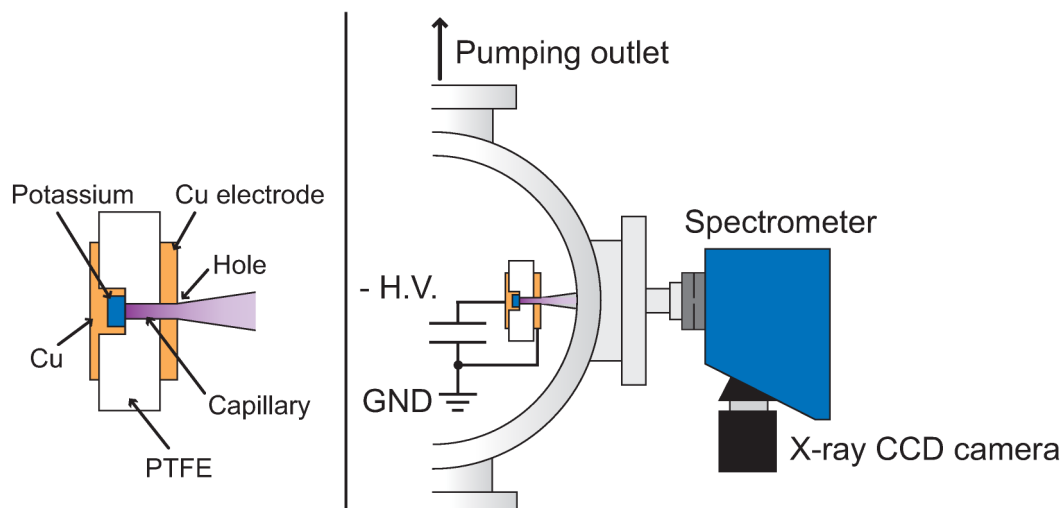 Pumping outlet
Potassium
Cu electrode
Hole
Cu
Capillary
PTFE
- H.V.
GND
Spectrometer
X-ray CCD camera